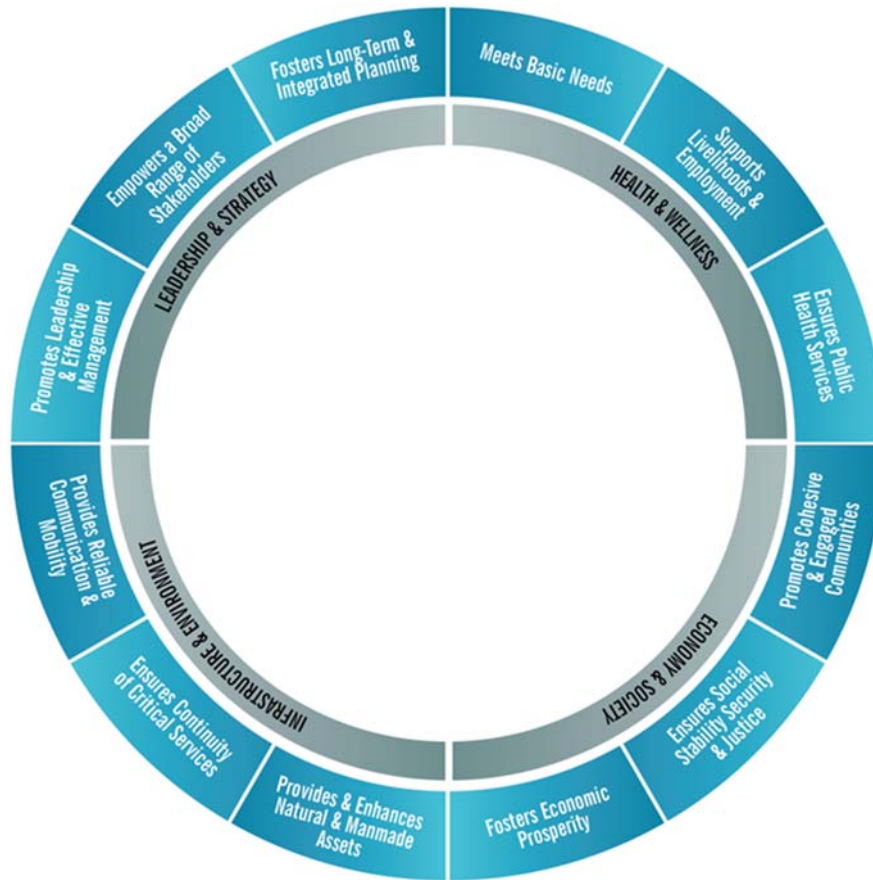 Meets Basic Needs
Supports
Livelihoods &
Employment
Ensures Public
Health Services
Promotes Cohesive
& Engaged
Communities
Ensures Social
Stability Security
& Justice
Fosters Economic
Prosperity
Provides & Enhances
Natural & Manmade
Assets
Ensures Continuity
of Critical Services
Provides Reliable
Communication &
Mobility
Promotes Leadership
& Effective
Management
Empowers a Broad
Range of
Stakeholders
Fosters Long-Term &
Integrated Planning
HEALTH & WELLNESS
ECONOMY & SOCIETY
INFRASTRUCTURE & ENVIRONMENT
LEADERSHIP & STRATEGY